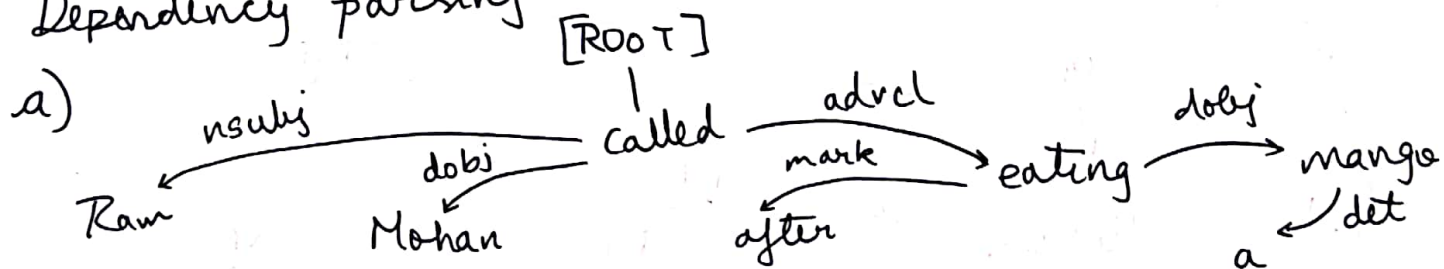 Dependency parsing
[ROOT]
a) nsubj called advcl dobj
dobj mark eating mango
Ram Mohan after det
a